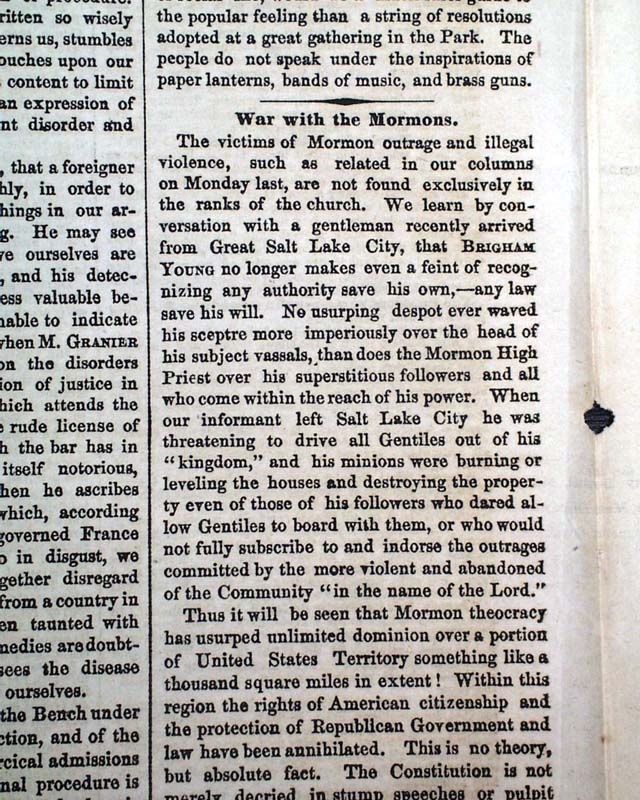 procedure.
ritten so wisely
erns us, stumbles
ouches upon our
content to limit
an expression of
nt disorder and
, that a foreigner
hly, in order to
hings in our ar-
g. He may see
ve ourselves are
, and his detec-
ess valuable be-
nable to indicate
when M. GRANIER
on the disorders
ion of justice in
hich attends the
e rude license of
h the bar has in
itself notorious,
hen he ascribes
which, according
governed France
o in disgust, we
gether disregard
from a country in
en taunted with
medies are doubt-
sees the disease
ourselves.
the Bench under
ction, and of the
rcical admissions
nal procedure is
the popular feeling than a string of resolutions
adopted at a great gathering in the Park. The
people do not speak under the inspirations of
paper lanterns, bands of music, and brass guns.
War with the Mormons.
The victims of Mormon outrage and illegal
violence, such as related in our columns
on Monday last, are not found exclusively in
the ranks of the church. We learn by con-
versation with a gentleman recently arrived
from Great Salt Lake City, that BRIGHAM
YOUNG no longer makes even a feint of recog-
nizing any authority save his own,—any law
save his will. No usurping despot ever waved
his sceptre more imperiously over the head of
his subject vassals, than does the Mormon High
Priest over his superstitious followers and all
who come within the reach of his power. When
our informant left Salt Lake City he was
threatening to drive all Gentiles out of his
"kingdom," and his minions were burning or
leveling the houses and destroying the proper-
ty even of those of his followers who dared al-
low Gentiles to board with them, or who would
not fully subscribe to and indorse the outrages
committed by the more violent and abandoned
of the Community "in the name of the Lord."
Thus it will be seen that Mormon theocracy
has usurped unlimited dominion over a portion
of United States Territory something like a
thousand square miles in extent! Within this
region the rights of American citizenship and
the protection of Republican Government and
law have been annihilated. This is no theory,
but absolute fact. The Constitution is not
merely decried in stump speeches or pulpit